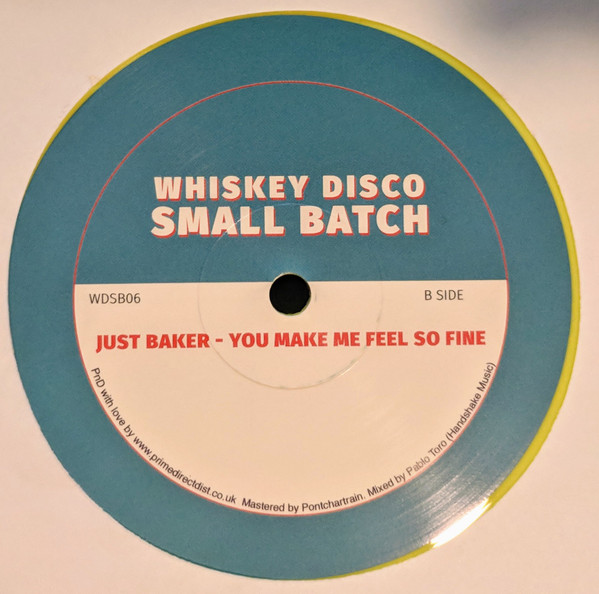 WHISKEY DISCO
SMALL BATCH
WDSB06
B SIDE
JUST BAKER - YOU MAKE ME FEEL SO FINE
PnD with love by www.primedirectdist.co.uk Mastered by Pontchartrain. Mixed by Pablo Toro (Handshake Music)